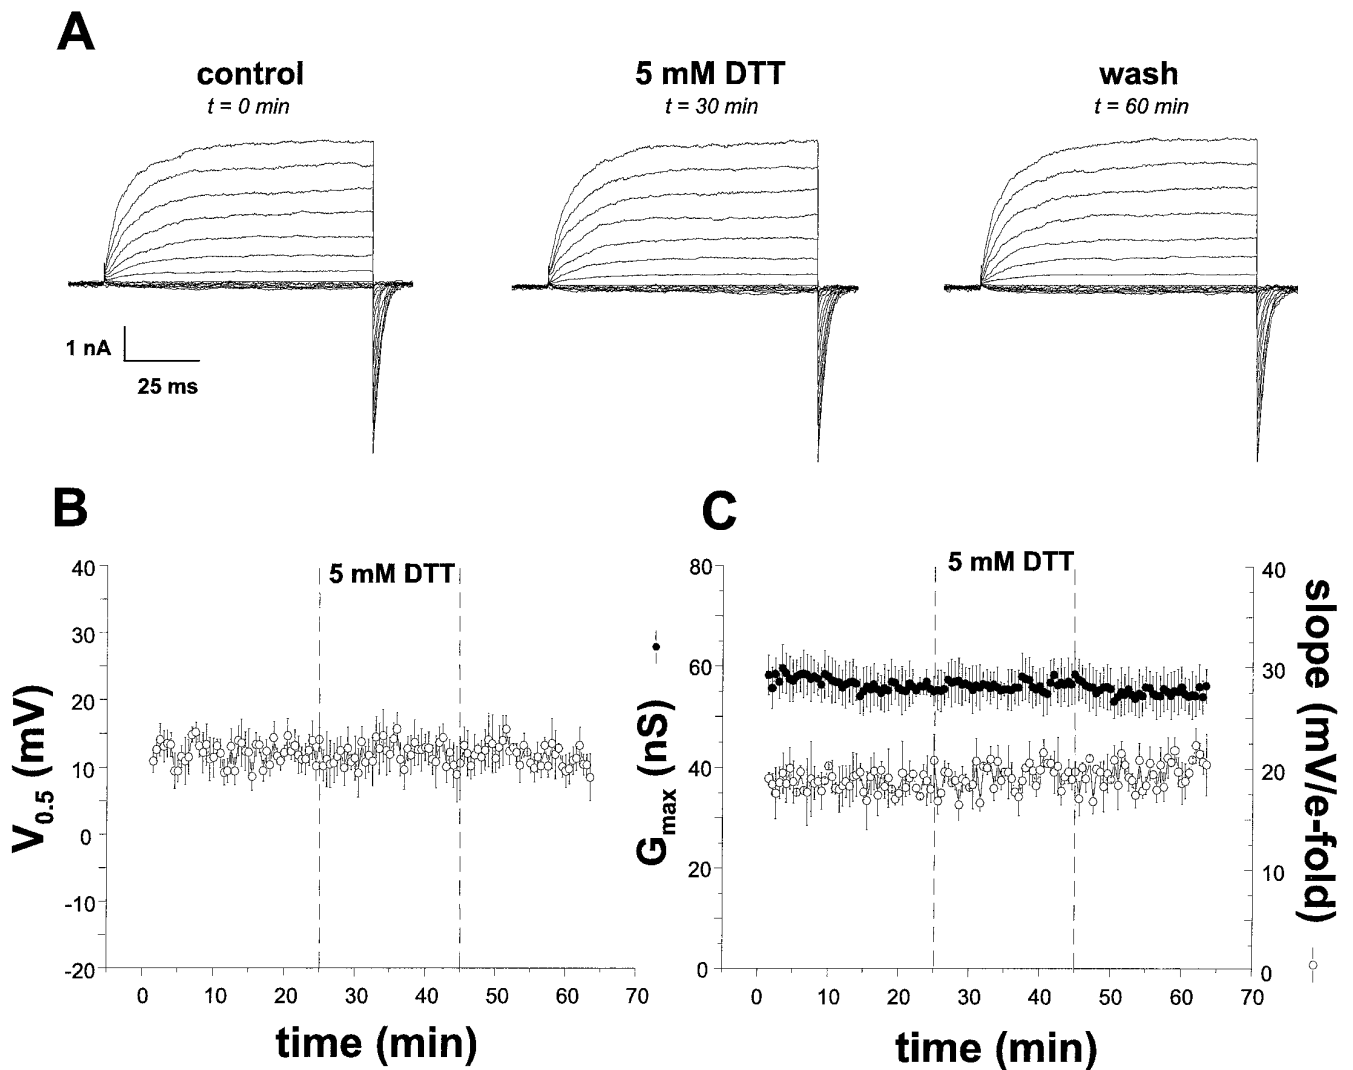 A
control
t = 0 min
5 mM DTT
t = 30 min
wash
t = 60 min
1 nA
25 ms
B
5 mM DTT
40
30
20
10
0
-10
-20
V0.5 (mV)
0 10 20 30 40 50 60 70
time (min)
C
5 mM DTT
80
60
40
20
0
Gmax (nS)
40
30
20
10
0
slope (mV/e-fold)
0 10 20 30 40 50 60 70
time (min)